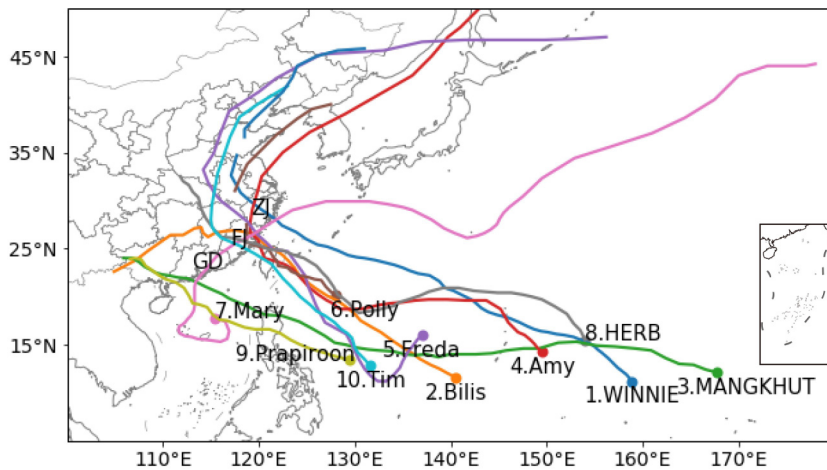 45°N
35°N
ZJ
FJ
25°N
GD
7.Mary
6.Polly
8.HERB
15°N
9.Prapiroon
5.Freda
4.Amy
10.Tim
2.Bilis
1.WINNIE
3.MANGKHUT
110°E
120°E
130°E
140°E
150°E
160°E
170°E